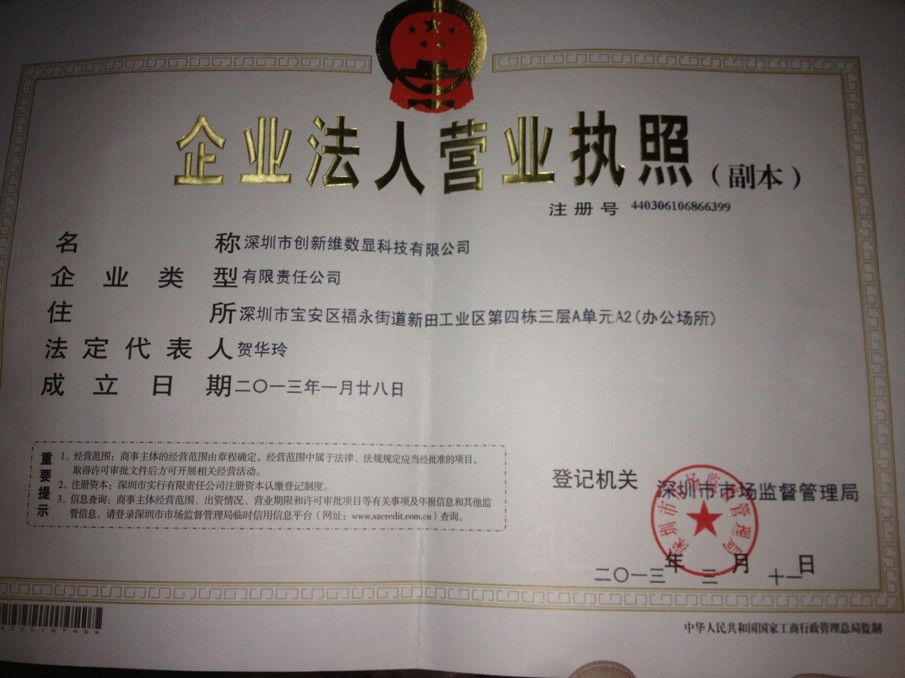 企业法人营业执照（副本）
注册号 440306106866399
名称 深圳市创新维数显科技有限公司
企业类型 有限责任公司
住所 深圳市宝安区福永街道新田工业区第四栋三层A单元A2(办公场所)
法定代表人 贺华玲
成立日期 二〇一三年一月廿八日
重要提示
1、经营范围：商事主体的经营范围由章程确定。经营范围中属于法律、法规规定应当经批准的项目，
取得许可审批文件后方可开展相关经营活动。
2、注册资本：深圳市实行有限责任公司注册资本认缴登记制度。
3、信息查询：商事主体经营范围、出资情况、营业期限和许可审批项目等有关事项及年报信息和其他监
管信息，请登录深圳市市场监督管理局临时信用信息平台（网址：www.szcredit.com.cn）查询。
登记机关 深圳市市场监督管理局
二〇一三年 三月 十一日
中华人民共和国国家工商行政管理总局监制